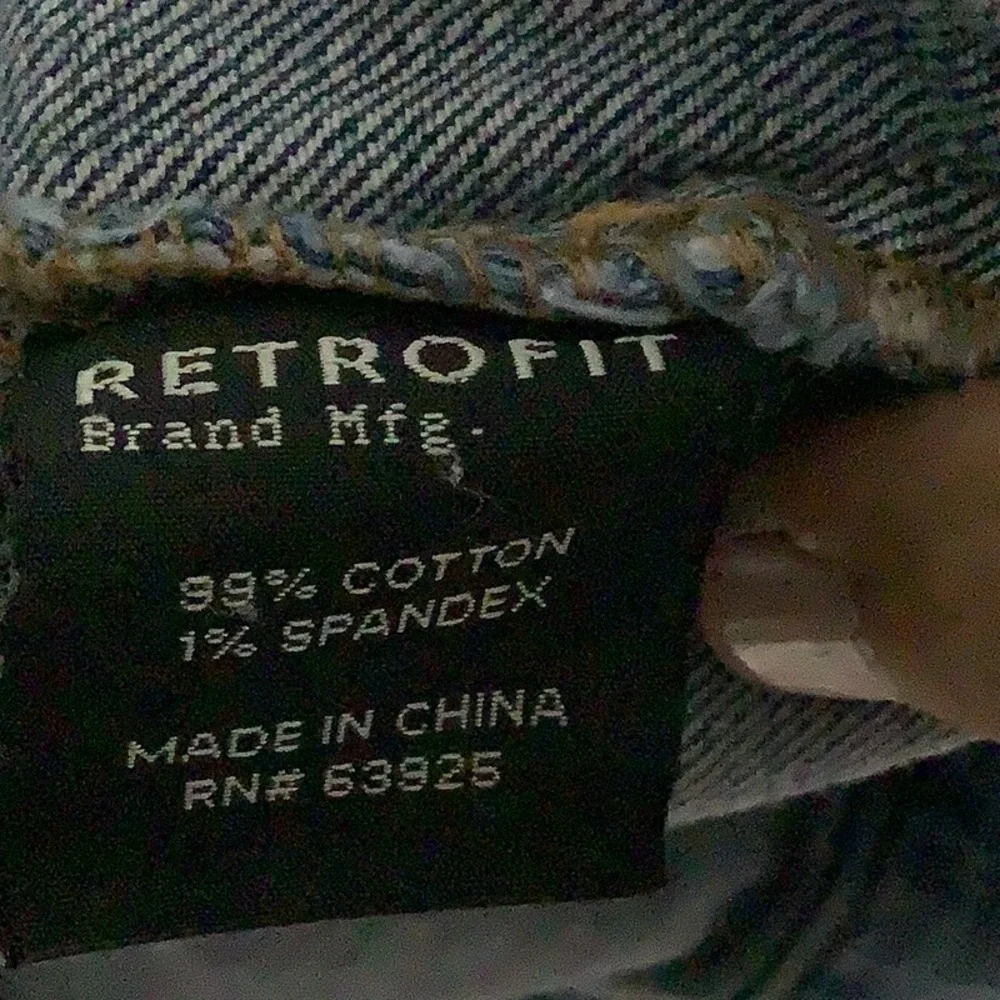 RETROFIT
Brand Mfg.
99% COTTON
1% SPANDEX
MADE IN CHINA
RN# 63925